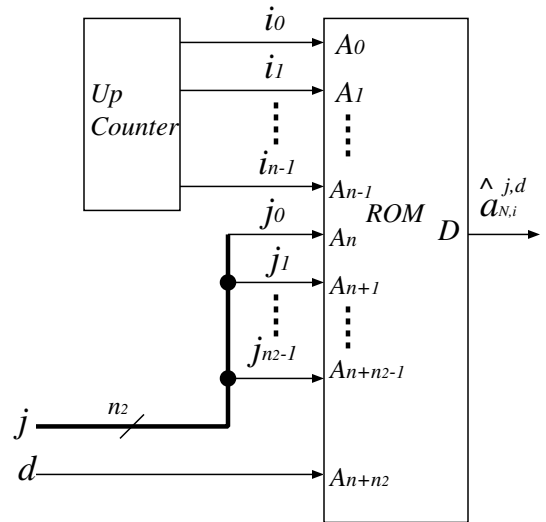 i0 A0
Up Counter
i1 A1
in-1 An-1
j0 An
ROM
D
^ aN,i j,d
j1 An+1
jn2-1 An+n2-1
n2
j
d An+n2